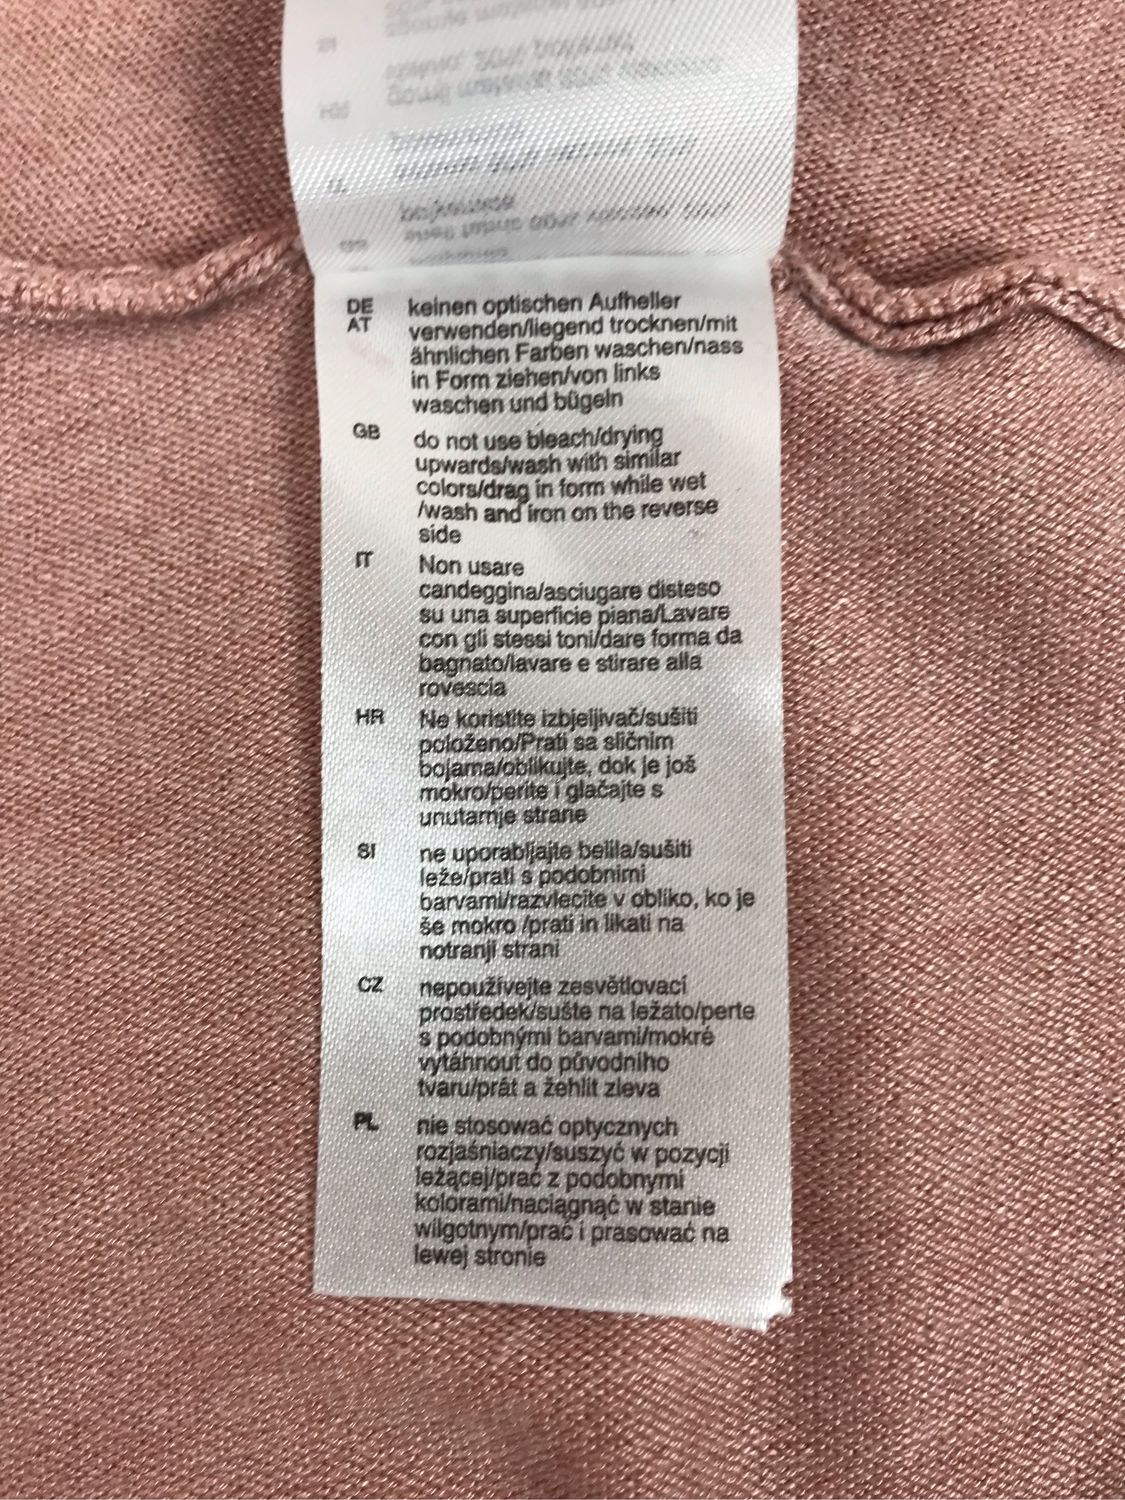 DE keinen optischen Aufheller
AT verwenden/liegend trocknen/mit
ähnlichen Farben waschen/nass
in Form ziehen/von links
waschen und bügeln
GB do not use bleach/drying
upwards/wash with similar
colors/drag in form while wet
/wash and iron on the reverse
side
IT Non usare
candeggina/asciugare disteso
su una superficie piana/Lavare
con gli stessi toni/dare forma da
bagnato/lavare e stirare alla
rovescia
HR Ne koristite izbjeljivač/sušiti
položeno/Prati sa sličnim
bojama/oblikujte, dok je još
mokro/perite i glačajte s
unutarnje strane
SI ne uporabljajte belila/sušiti
leže/prati s podobnimi
barvami/razvlecite v obliko, ko je
še mokro /prati in likati na
notranji strani
CZ nepoužívejte zesvětlovací
prostředek/sušte na ležato/perte
s podobnými barvami/mokré
vytáhnout do původního
tvaru/prát a žehlit zleva
PL nie stosować optycznych
rozjaśniaczy/suszyć w pozycji
leżącej/prać z podobnymi
kolorami/naciągnąć w stanie
wilgotnym/prać i prasować na
lewej stronie